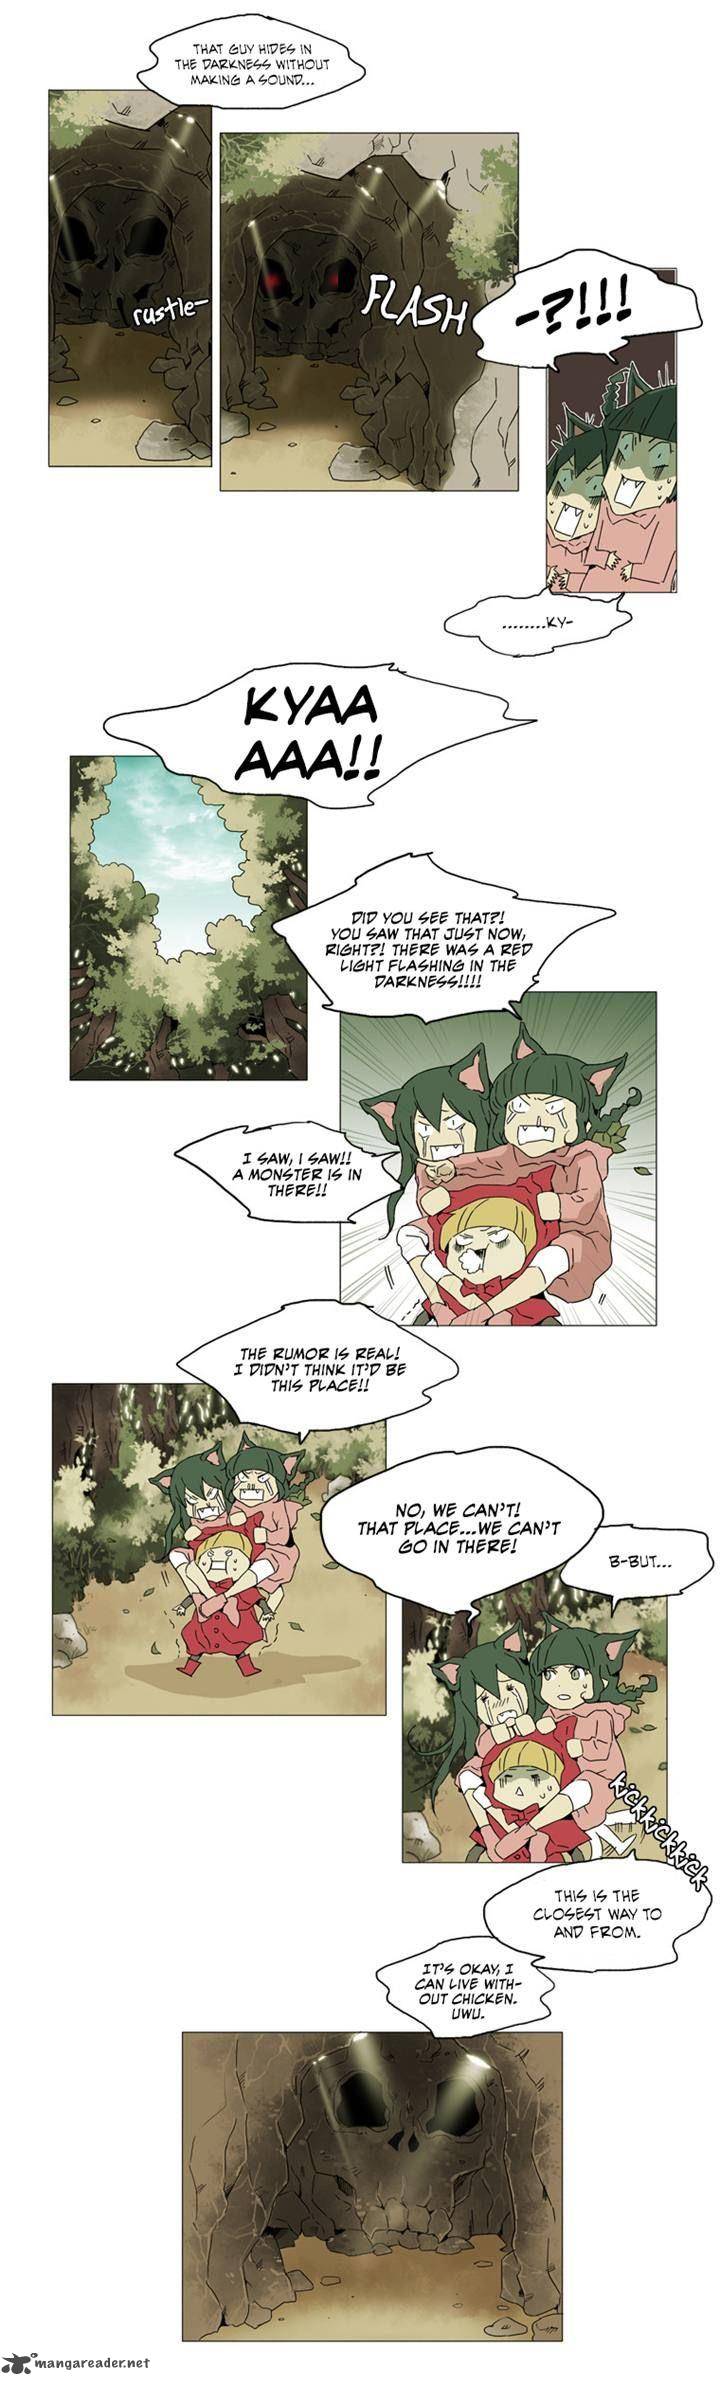 THAT GUY HIDES IN
THE DARKNESS WITHOUT
MAKING A SOUND...
rustle-
FLASH
-?!!!
........KY-
KYAA
AAA!!
DID YOU SEE THAT?!
YOU SAW THAT JUST NOW,
RIGHT?! THERE WAS A RED
LIGHT FLASHING IN THE
DARKNESS!!!!
I SAW, I SAW!!
A MONSTER IS IN
THERE!!
THE RUMOR IS REAL!
I DIDN'T THINK IT'D BE
THIS PLACE!!
NO, WE CAN'T!
THAT PLACE...WE CAN'T
GO IN THERE!
B-BUT...
kickkickkick
THIS IS THE
CLOSEST WAY TO
AND FROM.
IT'S OKAY, I
CAN LIVE WITH-
OUT CHICKEN.
UWU.
mangareader.net